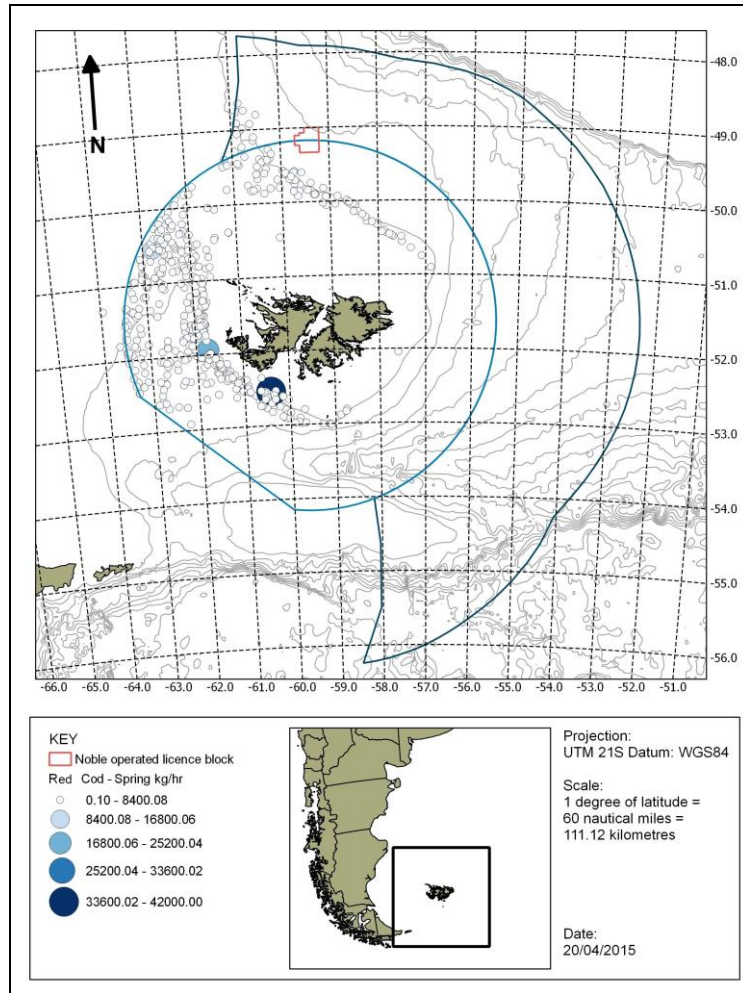 N
-48.0
-49.0
-50.0
-51.0
-52.0
-53.0
-54.0
-55.0
-56.0
-66.0 -65.0 -64.0 -63.0 -62.0 -61.0 -60.0 -59.0 -58.0 -57.0 -56.0 -55.0 -54.0 -53.0 -52.0 -51.0 -50.0
KEY
Noble operated licence block
Red Cod - Spring kg/hr
0.10 - 8400.08
8400.08 - 16800.06
16800.06 - 25200.04
25200.04 - 33600.02
33600.02 - 42000.00
Projection:
UTM 21S Datum: WGS84
Scale:
1 degree of latitude =
60 nautical miles =
111.12 kilometres
Date:
20/04/2015